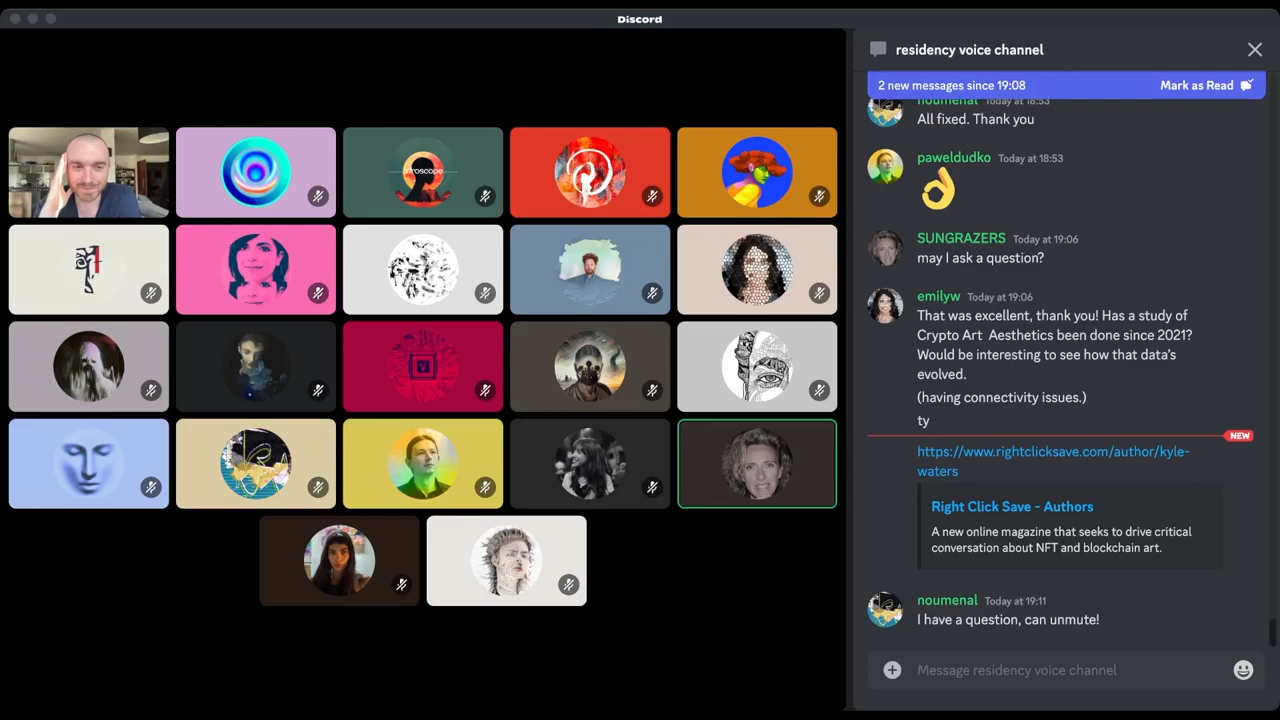 Discord
residency voice channel
2 new messages since 19:08 Mark as Read
noumenal Today at 18:53
All fixed. Thank you
paweldudko Today at 18:53
SUNGRAZERS Today at 19:06
may I ask a question?
emilyw Today at 19:06
That was excellent, thank you! Has a study of
Crypto Art Aesthetics been done since 2021?
Would be interesting to see how that data's
evolved.
(having connectivity issues.)
ty
NEW
https://www.rightclicksave.com/author/kyle-
waters
Right Click Save - Authors
A new online magazine that seeks to drive critical
conversation about NFT and blockchain art.
noumenal Today at 19:11
I have a question, can unmute!
Message residency voice channel
V